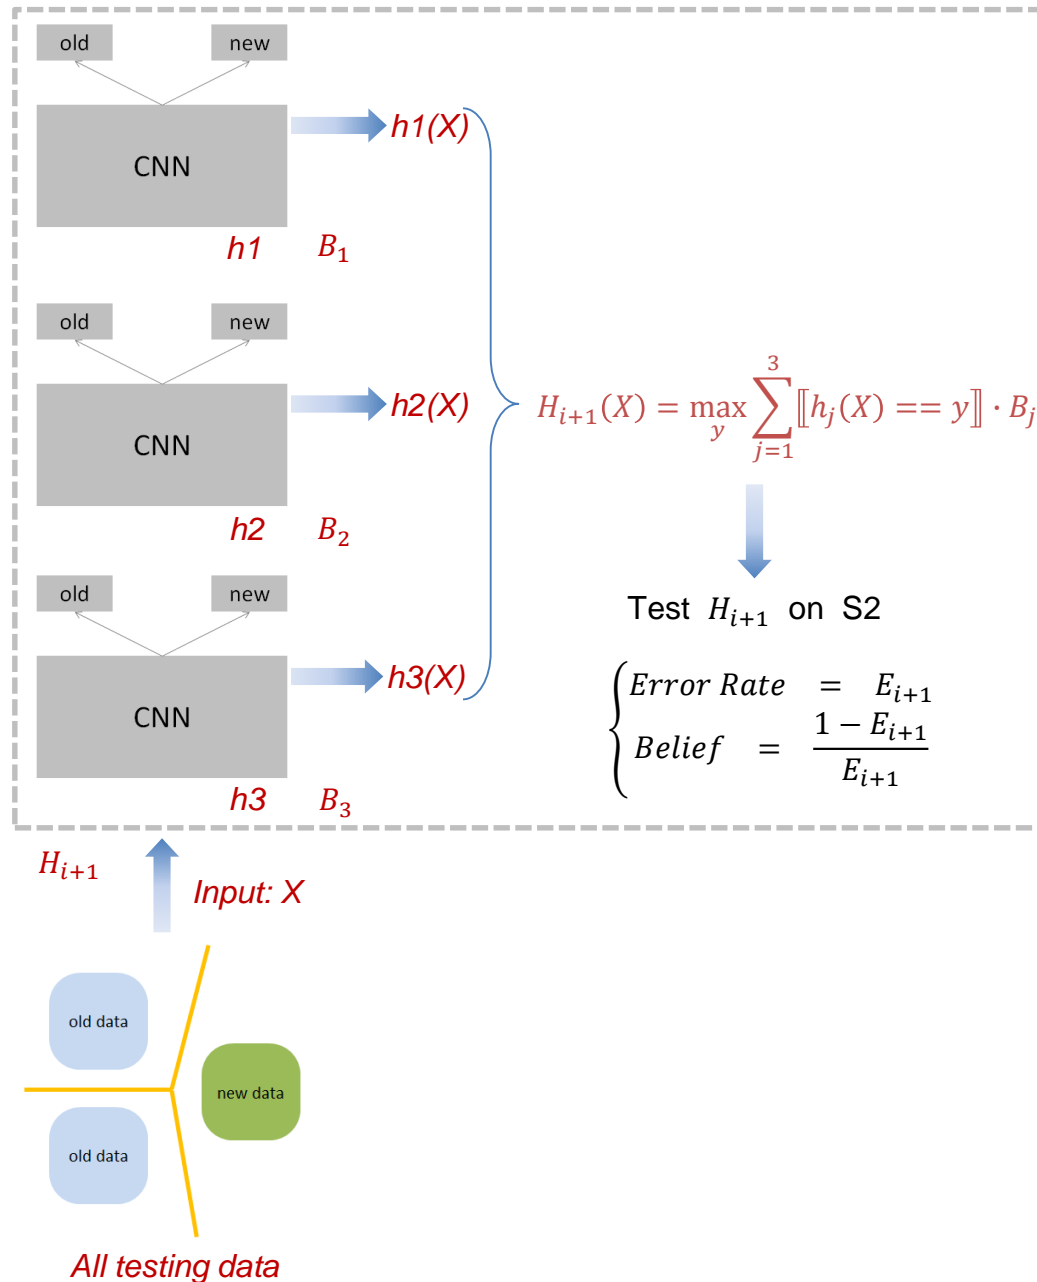 old new
CNN
h1(X)
h1 B₁
old new
CNN
h2(X)
h2 B₂
old new
CNN
h3(X)
h3 B₃
H_{i+1}(X) = max_y ∑_{j=1}^{3} ⟦h_j(X) == y⟧ · B_j
Test H_{i+1} on S2
Error Rate = E_{i+1}
Belief = \frac{1 − E_{i+1}}{E_{i+1}}
H_{i+1}
Input: X
old data
new data
old data
All testing data